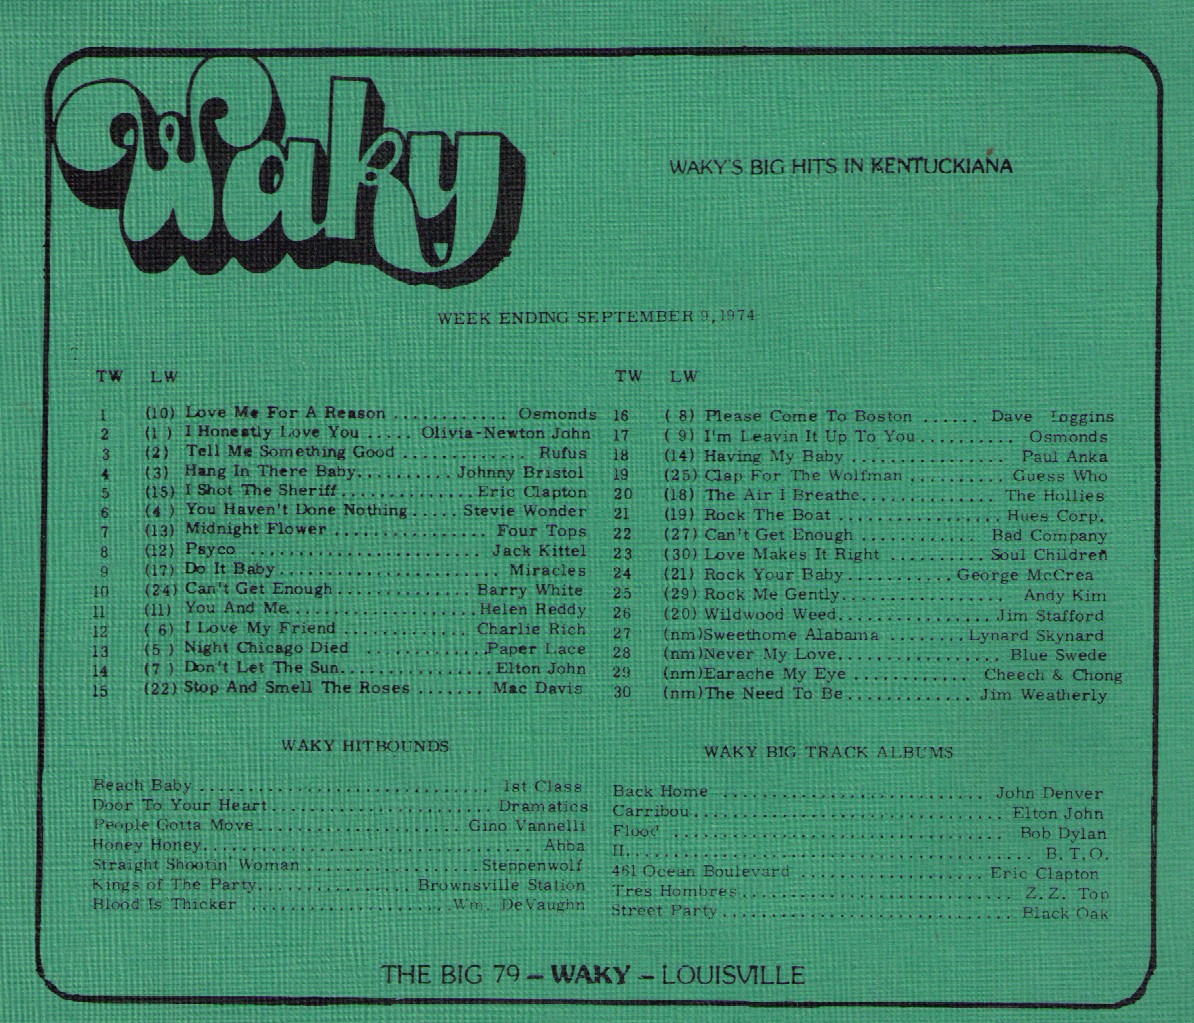 Waky
WAKY'S BIG HITS IN KENTUCKIANA
WEEK ENDING SEPTEMBER 9, 1974
TW LW
1 (10) Love Me For A Reason ............ Osmonds
2 (1 ) I Honestly Love You ..... Olivia-Newton John
3 (2) Tell Me Something Good ............. Rufus
4 (3) Hang In There Baby.......... Johnny Bristol
5 (15) I Shot The Sheriff............. Eric Clapton
6 (4 ) You Haven't Done Nothing..... Stevie Wonder
7 (13) Midnight Flower ................ Four Tops
8 (12) Psyco ...................... Jack Kittel
9 (17) Do It Baby...................... Miracles
10 (24) Can't Get Enough.............. Barry White
11 (11) You And Me.................. Helen Reddy
12 ( 6) I Love My Friend ............ Charlie Rich
13 (5 ) Night Chicago Died ............ Paper Lace
14 (7 ) Don't Let The Sun.............. Elton John
15 (22) Stop And Smell The Roses ....... Mac Davis
TW LW
16 ( 8) Please Come To Boston ...... Dave Loggins
17 ( 9) I'm Leavin It Up To You.......... Osmonds
18 (14) Having My Baby ................ Paul Anka
19 (25) Clap For The Wolfman .......... Guess Who
20 (18) The Air I Breathe............. The Hollies
21 (19) Rock The Boat ................. Hues Corp.
22 (27) Can't Get Enough ............ Bad Company
23 (30) Love Makes It Right .......... Soul Children
24 (21) Rock Your Baby........... George McCrea
25 (29) Rock Me Gently................ Andy Kim
26 (20) Wildwood Weed................ Jim Stafford
27 (nm)Sweethome Alabama ........ Lynard Skynard
28 (nm)Never My Love................. Blue Swede
29 (nm)Earache My Eye ............ Cheech & Chong
30 (nm)The Need To Be.............. Jim Weatherly
WAKY HITBOUNDS
Beach Baby .............................. 1st Class
Door To Your Heart....................... Dramatics
People Gotta Move..................... Gino Vannelli
Honey Honey.................................. Abba
Straight Shootin' Woman ................. Steppenwolf
Kings of The Party................ Brownsville Station
Blood Is Thicker .................... Wm. DeVaughn
WAKY BIG TRACK ALBUMS
Back Home ........................... John Denver
Carribou................................ Elton John
Flood .................................. Bob Dylan
II.......................................... B. T. O.
461 Ocean Boulevard ................... Eric Clapton
Tres Hombres............................. Z. Z. Top
Street Party.............................. Black Oak
THE BIG 79 – WAKY – LOUISVILLE